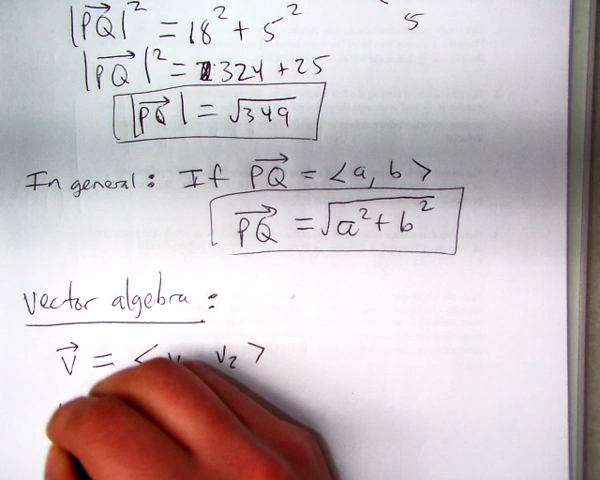 |PQ⃗|² = 18² + 5²
5
|PQ⃗|² = 324 + 25
|PQ⃗| = √349
In general: If PQ⃗ = <a, b>
PQ⃗ = √a² + b²
vector algebra:
v⃗ = < v₂ >